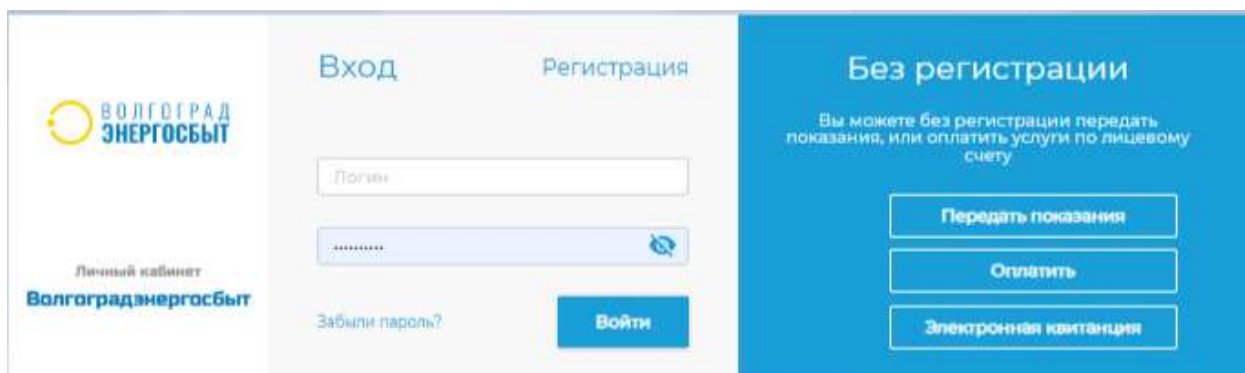 ВОЛГОГРАД
ЭНЕРГОСБЫТ
Личный кабинет
Волгоградэнергосбыт
Вход
Регистрация
Логин
••••••••••
Забыли пароль?
Войти
Без регистрации
Вы можете без регистрации передать
показания, или оплатить услуги по лицевому
счету
Передать показания
Оплатить
Электронная квитанция